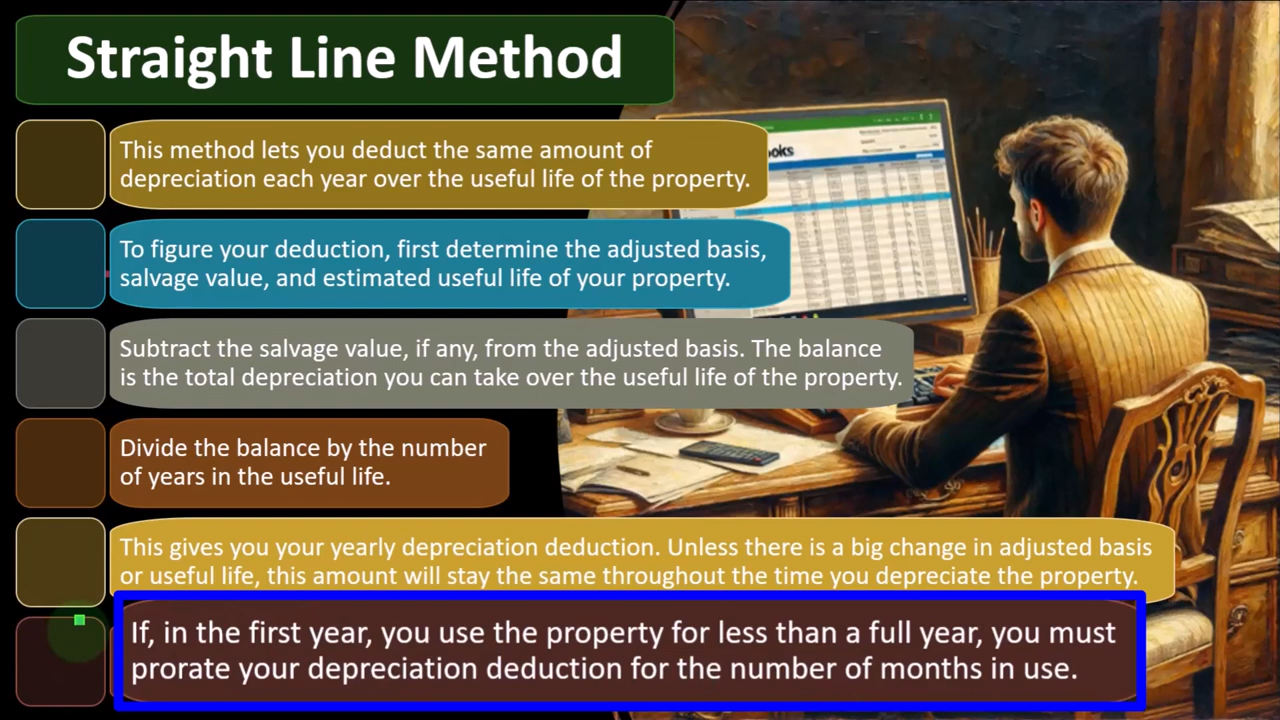 Straight Line Method
This method lets you deduct the same amount of
depreciation each year over the useful life of the property.
To figure your deduction, first determine the adjusted basis,
salvage value, and estimated useful life of your property.
Subtract the salvage value, if any, from the adjusted basis. The balance
is the total depreciation you can take over the useful life of the property.
Divide the balance by the number
of years in the useful life.
This gives you your yearly depreciation deduction. Unless there is a big change in adjusted basis
or useful life, this amount will stay the same throughout the time you depreciate the property.
If, in the first year, you use the property for less than a full year, you must
prorate your depreciation deduction for the number of months in use.